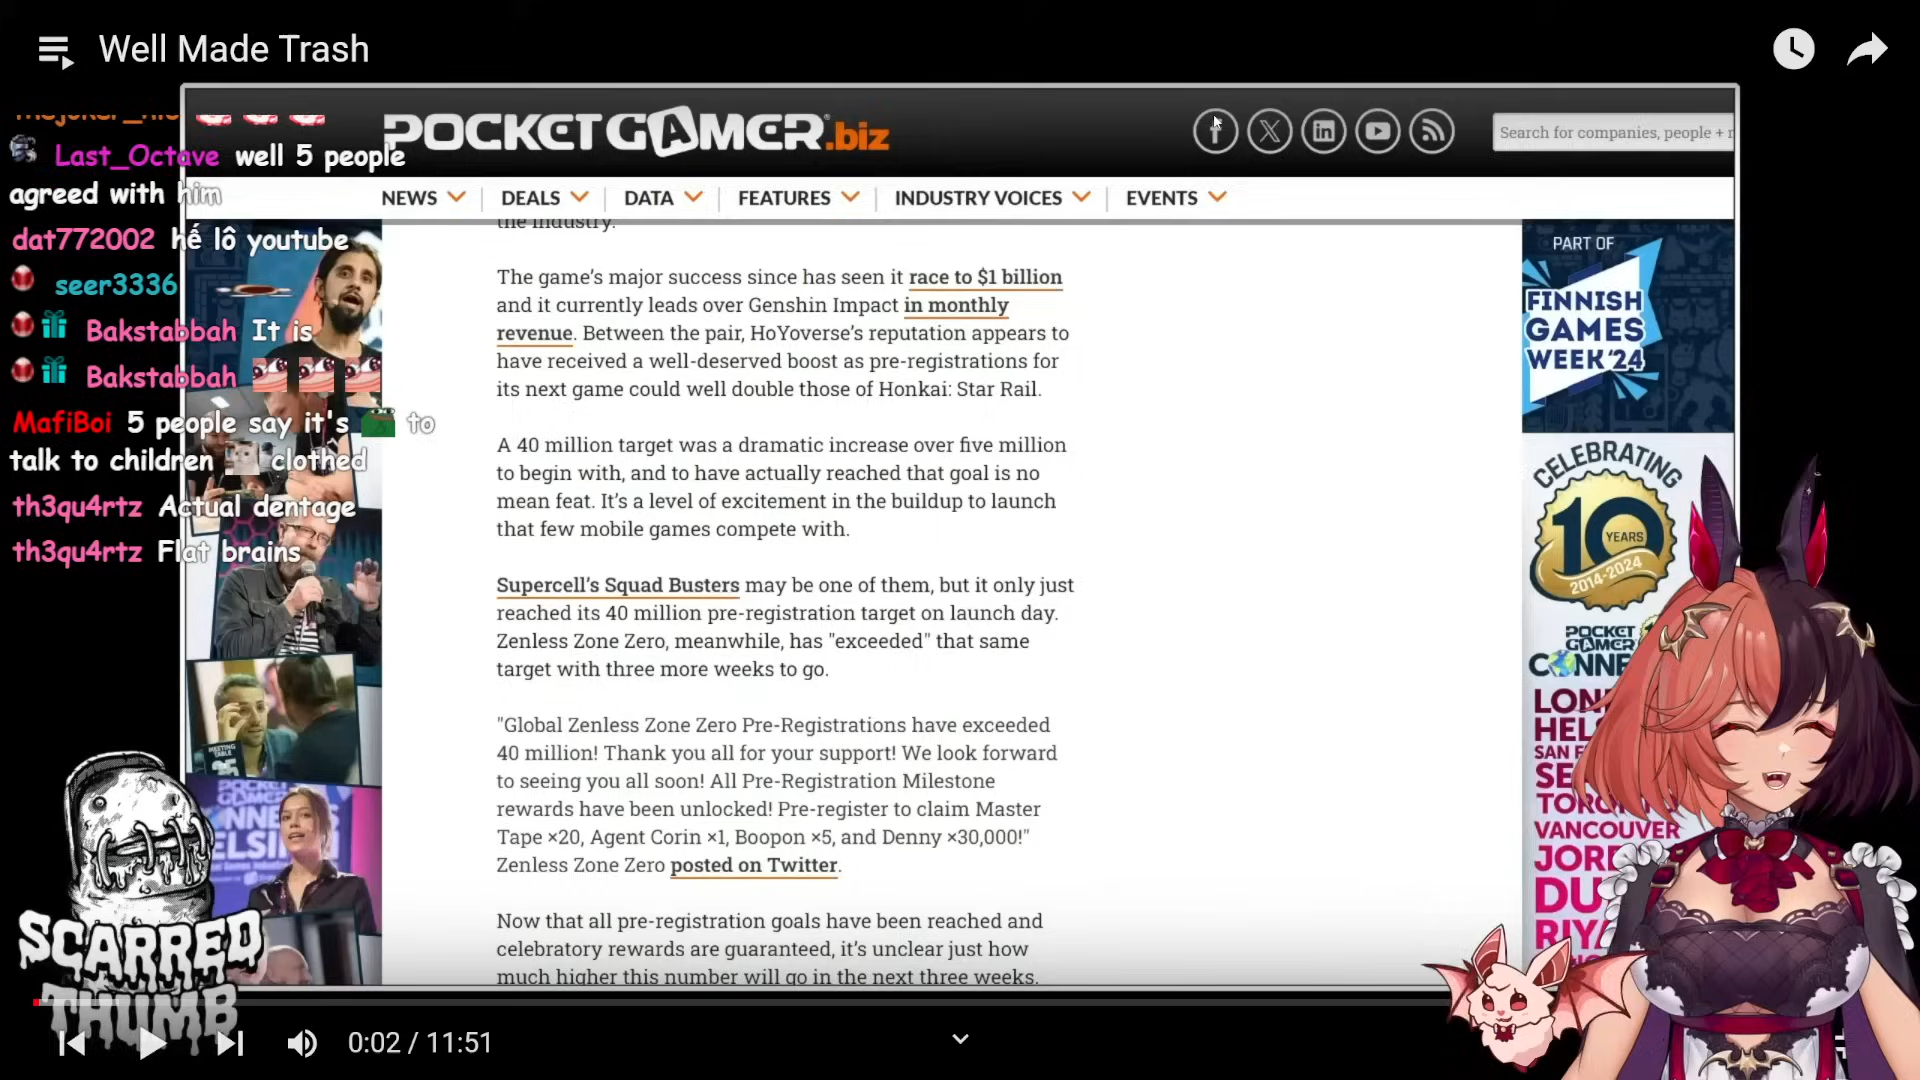 Well Made Trash
POCKETGAMER.biz
Search for companies, people + r
NEWS
DEALS
DATA
FEATURES
INDUSTRY VOICES
EVENTS
Last_Octave well 5 people
agreed with him
dat772002 hế lô youtube
seer3336
Bakstabbah It is
Bakstabbah
MafiBoi 5 people say it's to
talk to children clothed
th3qu4rtz Actual dentage
th3qu4rtz Flat brains
the industry.
The game's major success since has seen it race to $1 billion
and it currently leads over Genshin Impact in monthly
revenue. Between the pair, HoYoverse's reputation appears to
have received a well-deserved boost as pre-registrations for
its next game could well double those of Honkai: Star Rail.
A 40 million target was a dramatic increase over five million
to begin with, and to have actually reached that goal is no
mean feat. It's a level of excitement in the buildup to launch
that few mobile games compete with.
Supercell's Squad Busters may be one of them, but it only just
reached its 40 million pre-registration target on launch day.
Zenless Zone Zero, meanwhile, has "exceeded" that same
target with three more weeks to go.
"Global Zenless Zone Zero Pre-Registrations have exceeded
40 million! Thank you all for your support! We look forward
to seeing you all soon! All Pre-Registration Milestone
rewards have been unlocked! Pre-register to claim Master
Tape ×20, Agent Corin ×1, Boopon ×5, and Denny ×30,000!"
Zenless Zone Zero posted on Twitter.
Now that all pre-registration goals have been reached and
celebratory rewards are guaranteed, it's unclear just how
much higher this number will go in the next three weeks.
PART OF
FINNISH
GAMES
WEEK'24
CELEBRATING
10
YEARS
2014-2024
POCKET
GAMER
CONNE
LON
HEL
SAN F
SE
TORO
VANCOUVER
JOR
DU
RIYA
MEETING
TABLE
SCARRED
THUMB
0:02 / 11:51